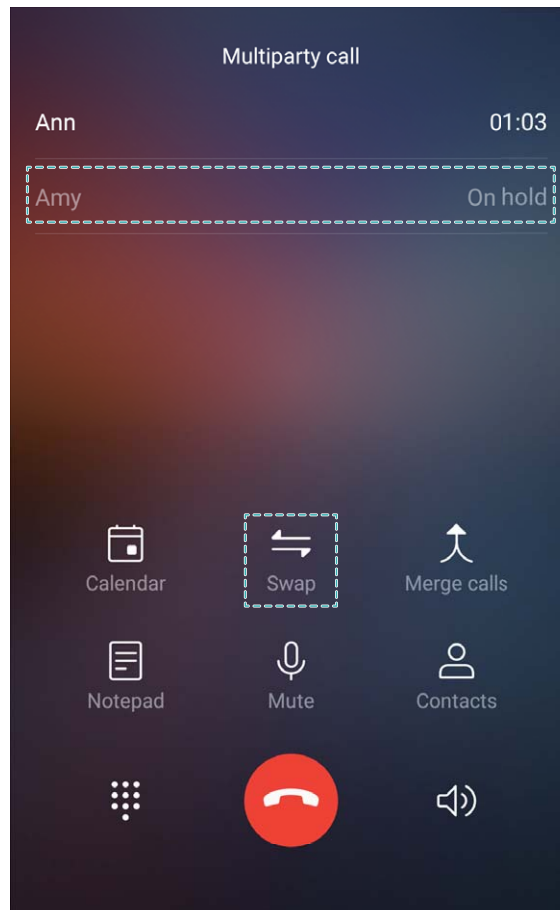 Multiparty call
Ann 01:03
Amy On hold
Calendar Swap Merge calls
Notepad Mute Contacts